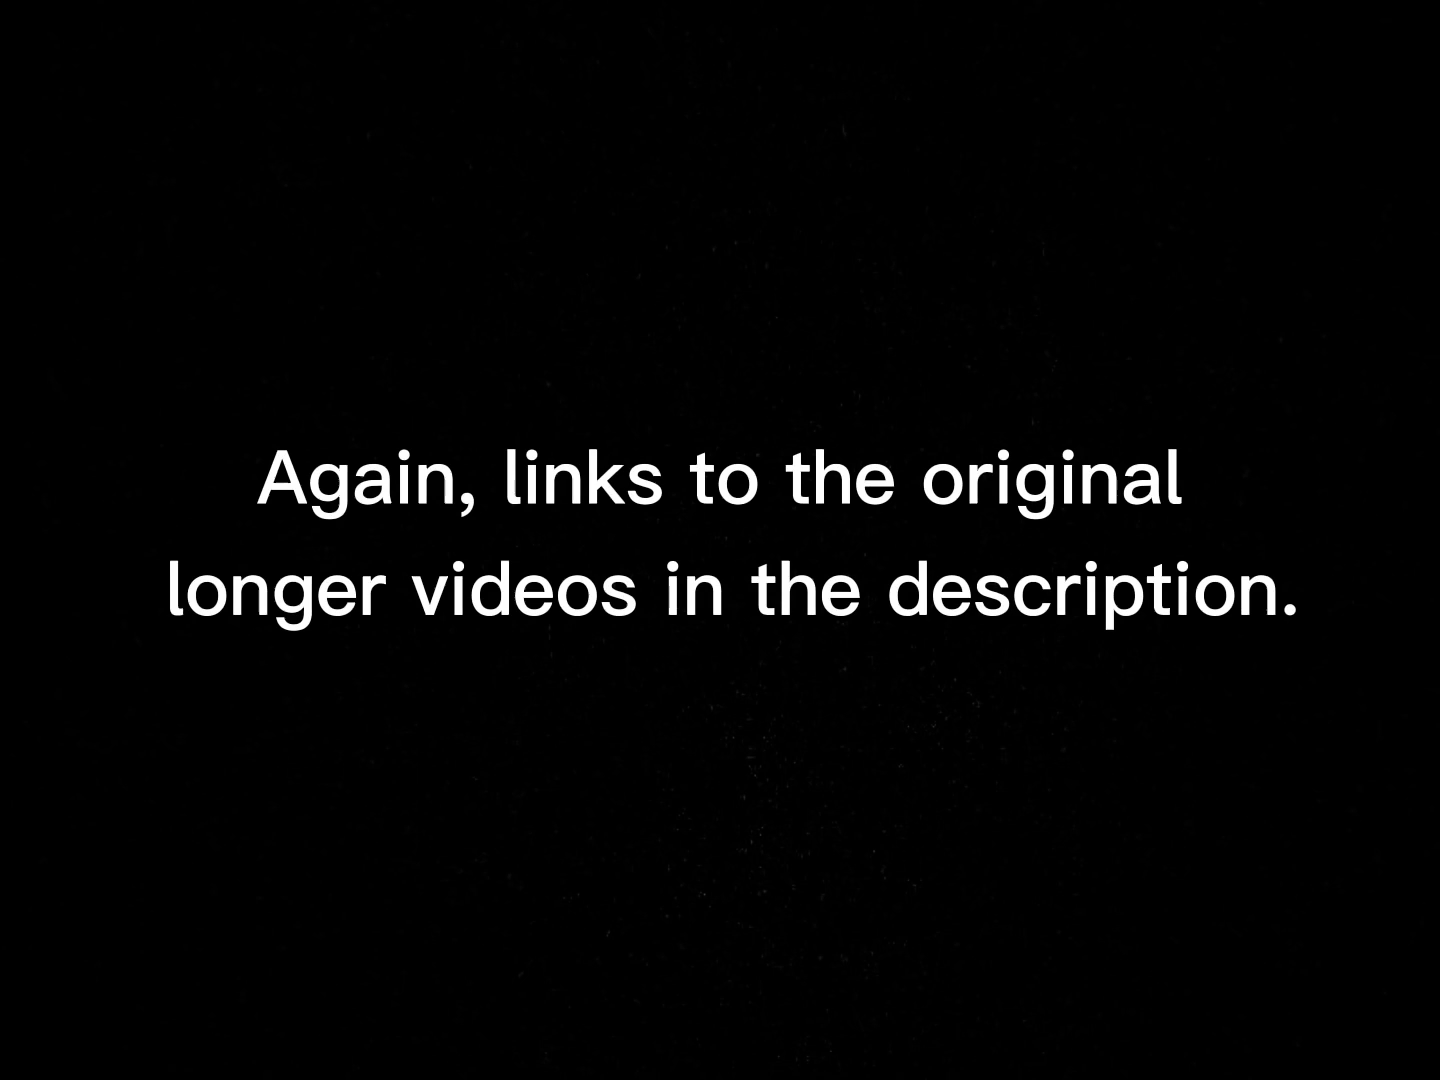 Again, links to the original
longer videos in the description.